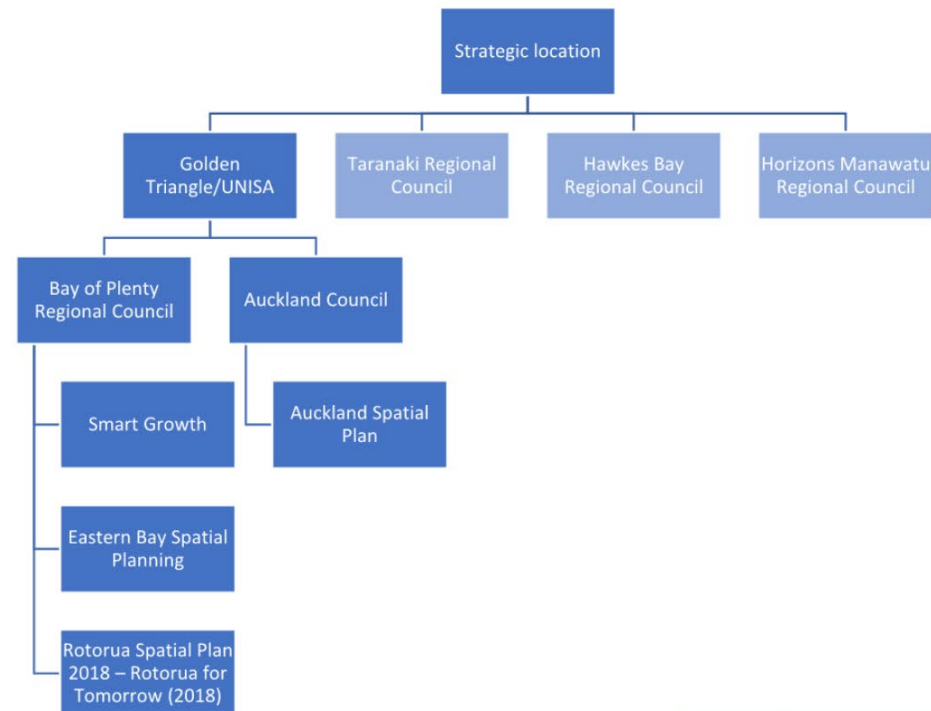 Strategic location
Golden
Triangle/UNISA
Taranaki Regional
Council
Hawkes Bay
Regional Council
Horizons Manawatu
Regional Council
Bay of Plenty
Regional Council
Auckland Council
Smart Growth
Auckland Spatial
Plan
Eastern Bay Spatial
Planning
Rotorua Spatial Plan
2018 – Rotorua for
Tomorrow (2018)